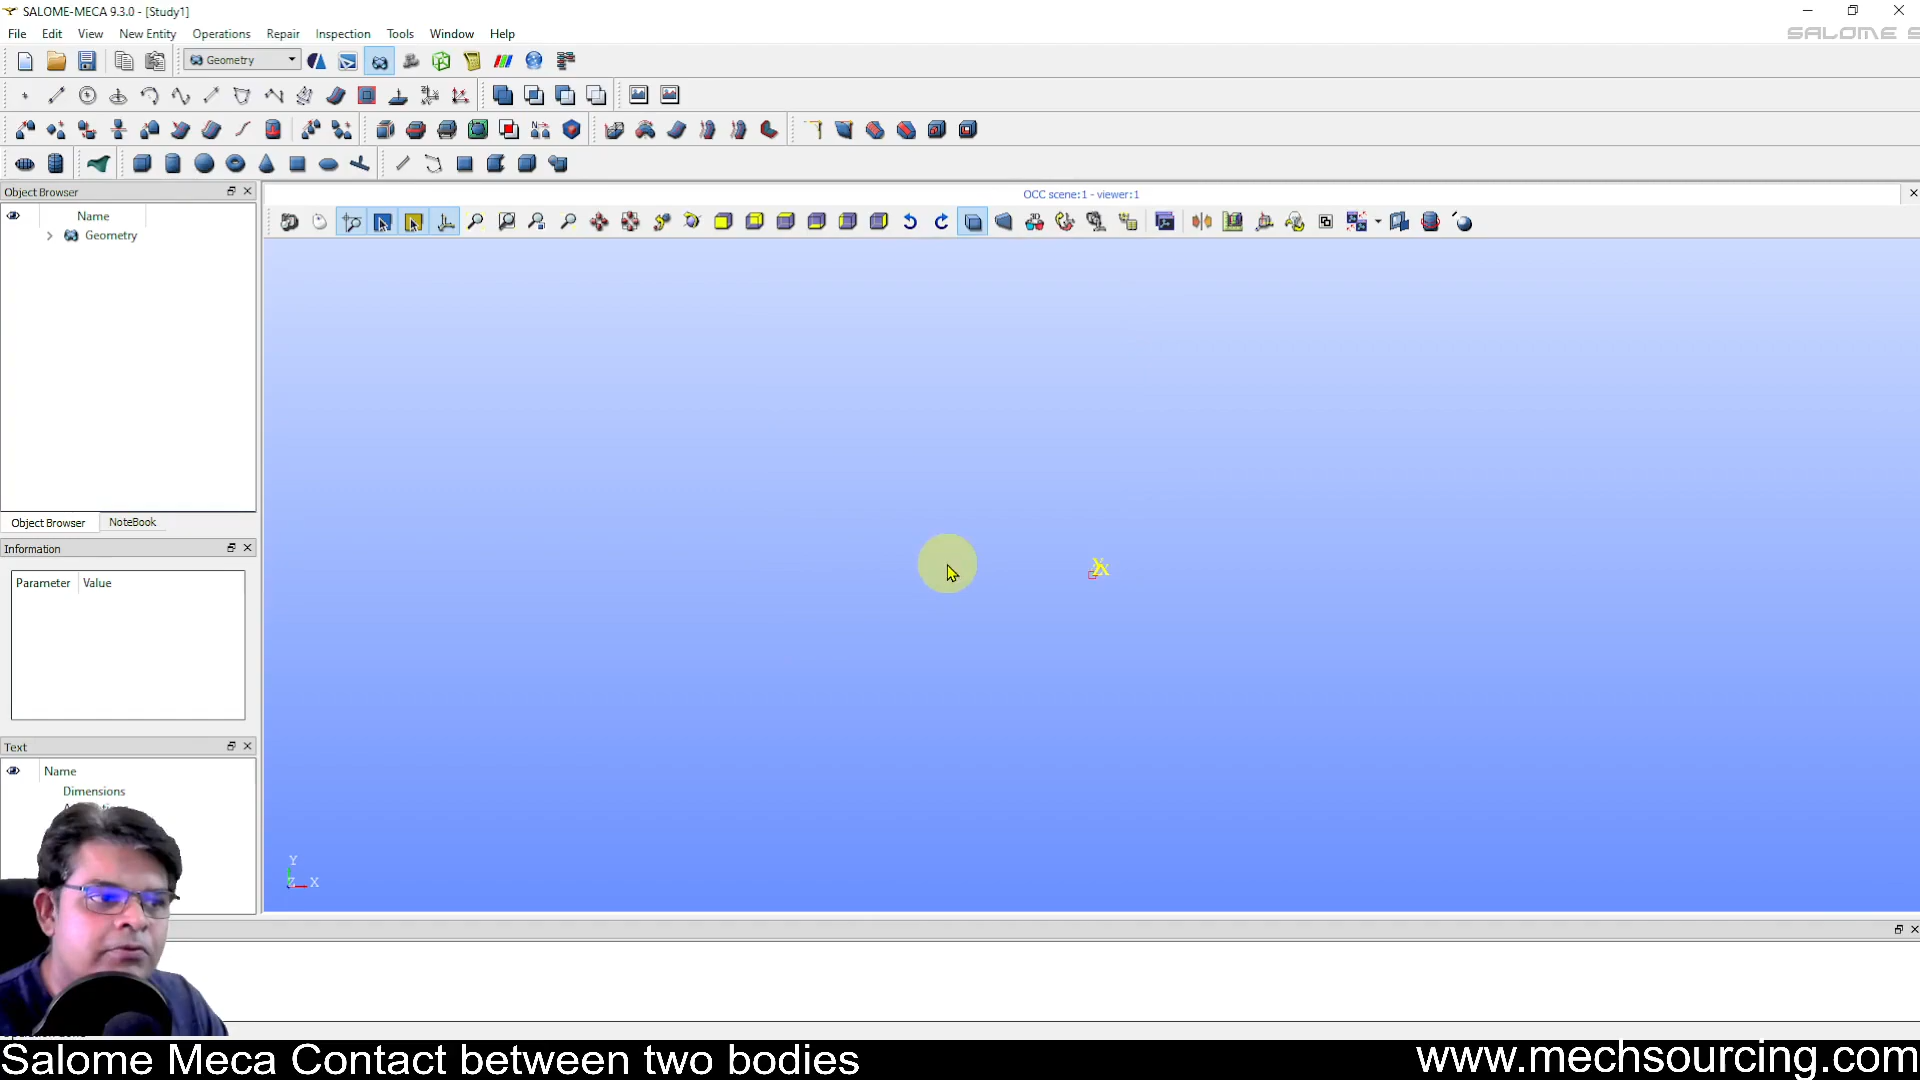 SALOME-MECA 9.3.0 - [Study1]
File Edit View New Entity Operations Repair Inspection Tools Window Help
SALOME
Geometry
Object Browser
OCC scene:1 - viewer:1
Name
Geometry
Object Browser NoteBook
Information
Parameter Value
Text
Name
Dimensions
Y
Z X
Salome Meca Contact between two bodies
www.mechsourcing.com